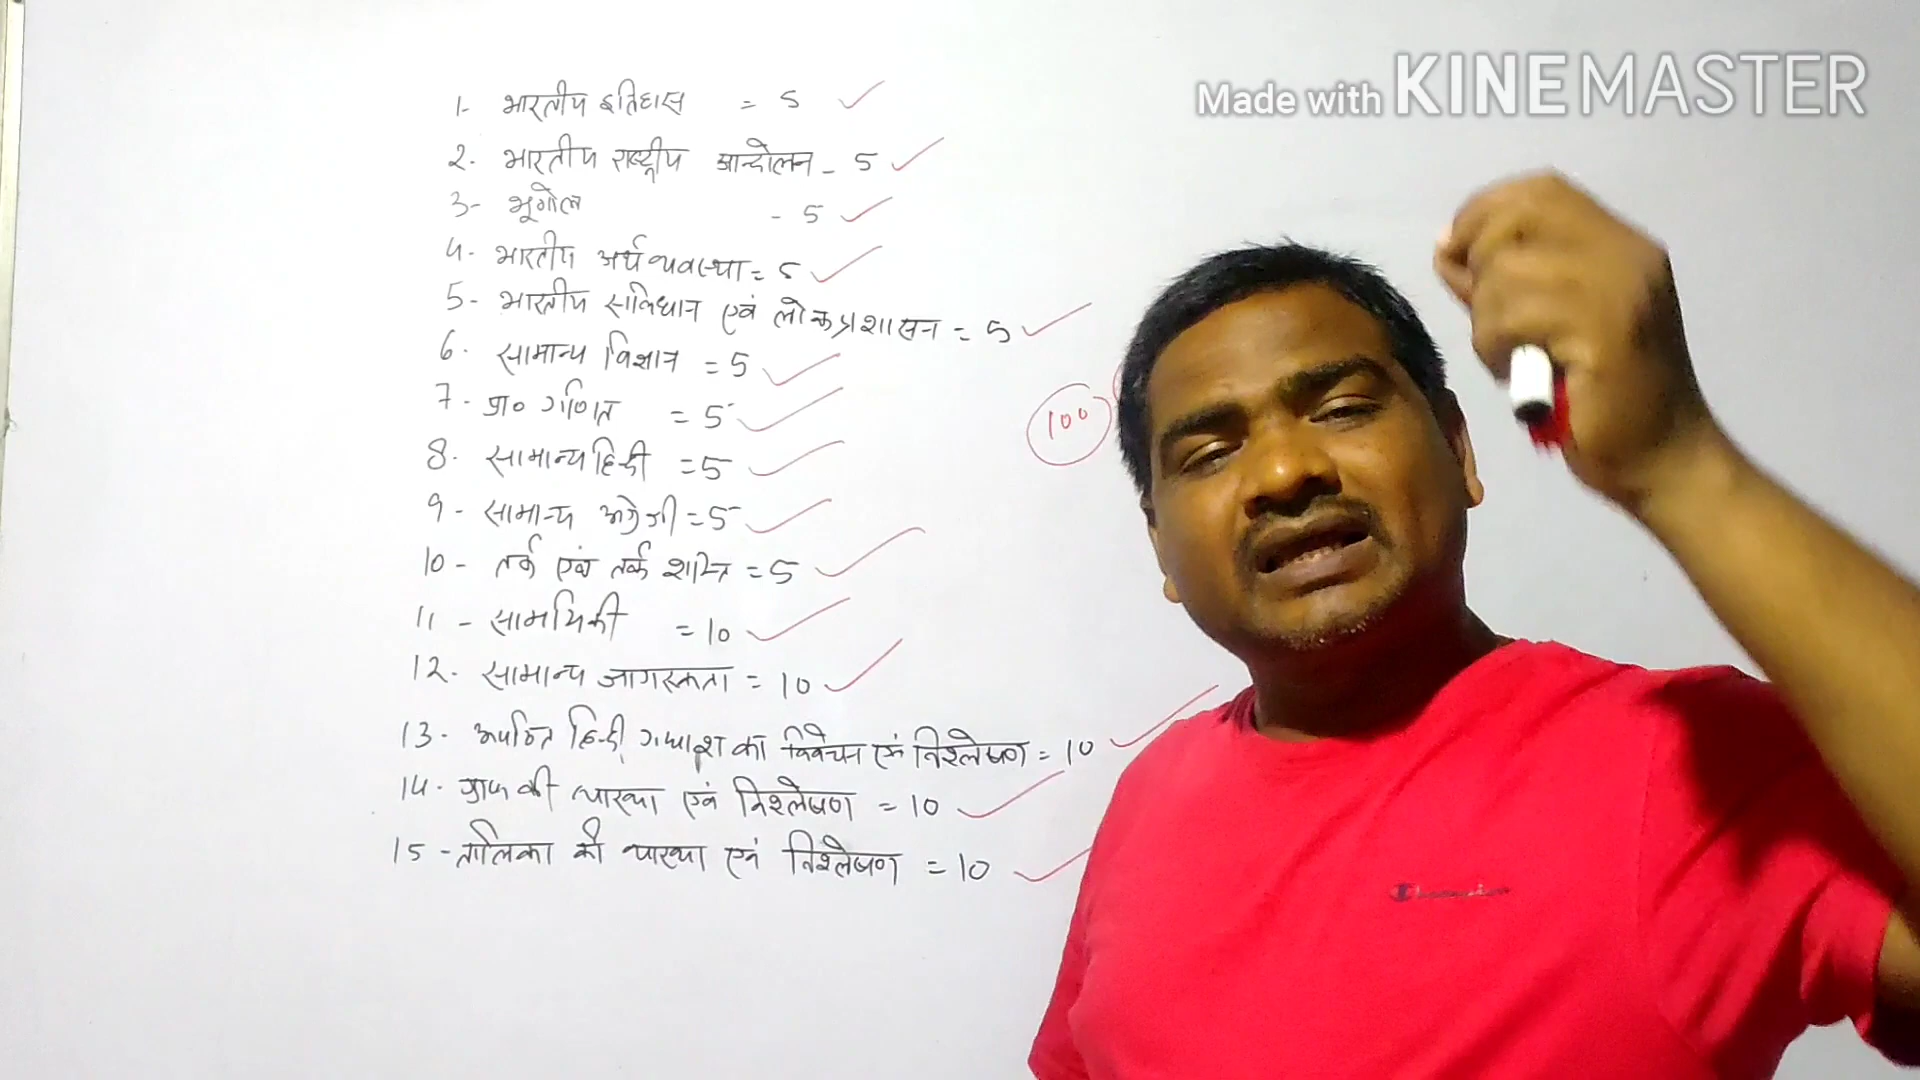 Made with KINEMASTER
1- भारतीय इतिहास = 5
2- भारतीय राष्ट्रीय आन्दोलन - 5
3- भूगोल - 5
4- भारतीय अर्थव्यवस्था = 5
5- भारतीय संविधान एवं लोकप्रशासन = 5
6- सामान्य विज्ञान = 5
7- प्रा० गणित = 5
8- सामान्य हिन्दी = 5
9- सामान्य अंग्रेजी = 5
10- तर्क एवं तर्क शक्ति = 5
11- सामयिकी = 10
12- सामान्य जागरूकता = 10
13- अपठित हिन्दी गद्यांश का विवेचन एवं विश्लेषण = 10
14- ग्राफ की व्याख्या एवं विश्लेषण = 10
15- तालिका की व्याख्या एवं विश्लेषण = 10
100
Champion